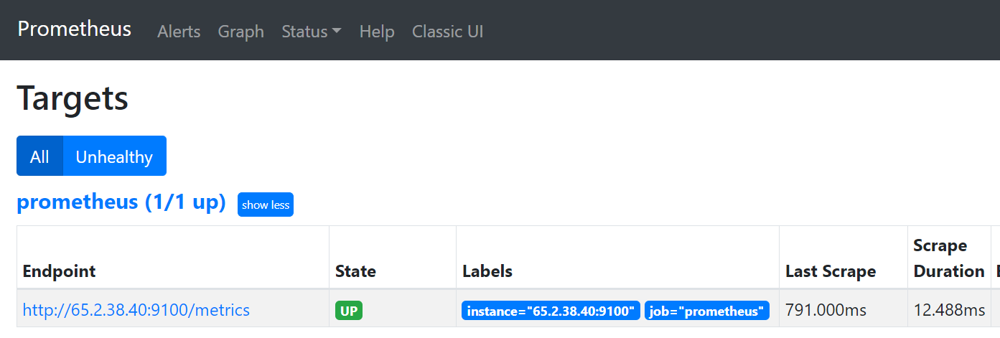 Prometheus Alerts Graph Status Help Classic UI
Targets
All Unhealthy
prometheus (1/1 up) show less
Endpoint State Labels Last Scrape Scrape Duration
http://65.2.38.40:9100/metrics UP instance="65.2.38.40:9100" job="prometheus" 791.000ms 12.488ms